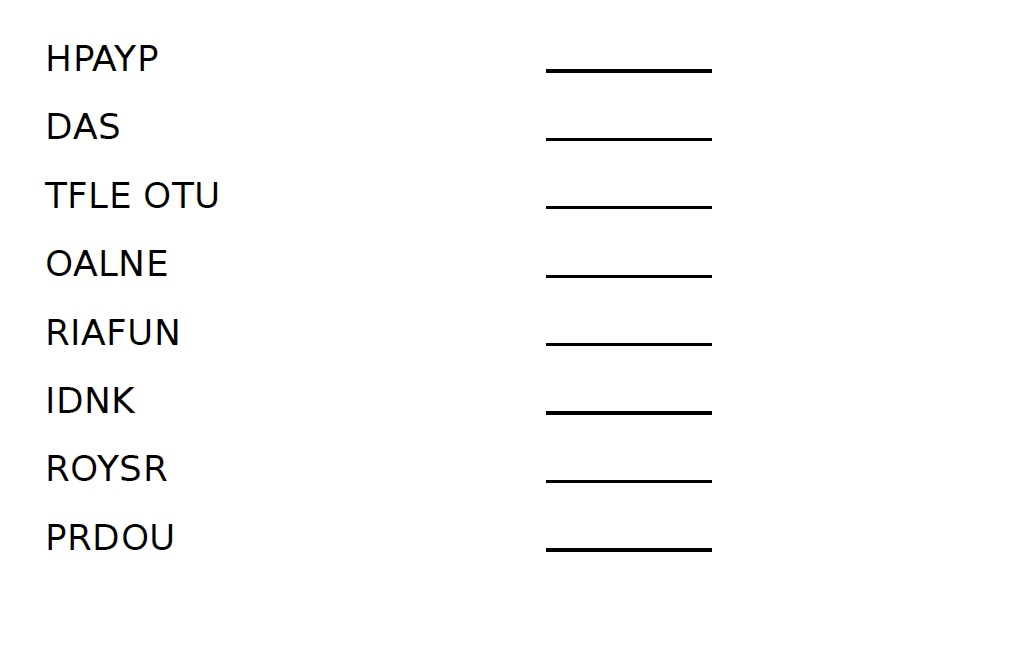 HPAYP
DAS
TFLE OTU
OALNE
RIAFUN
IDNK
ROYSR
PRDOU